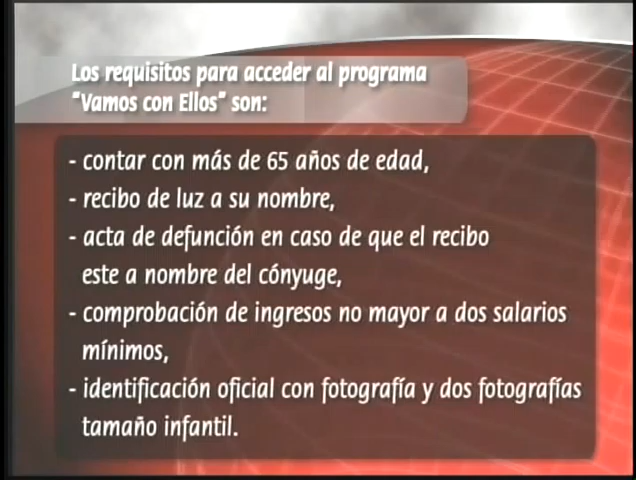 Los requisitos para acceder al programa
"Vamos con Ellos" son:
- contar con más de 65 años de edad,
- recibo de luz a su nombre,
- acta de defunción en caso de que el recibo
este a nombre del cónyuge,
- comprobación de ingresos no mayor a dos salarios
mínimos,
- identificación oficial con fotografía y dos fotografías
tamaño infantil.